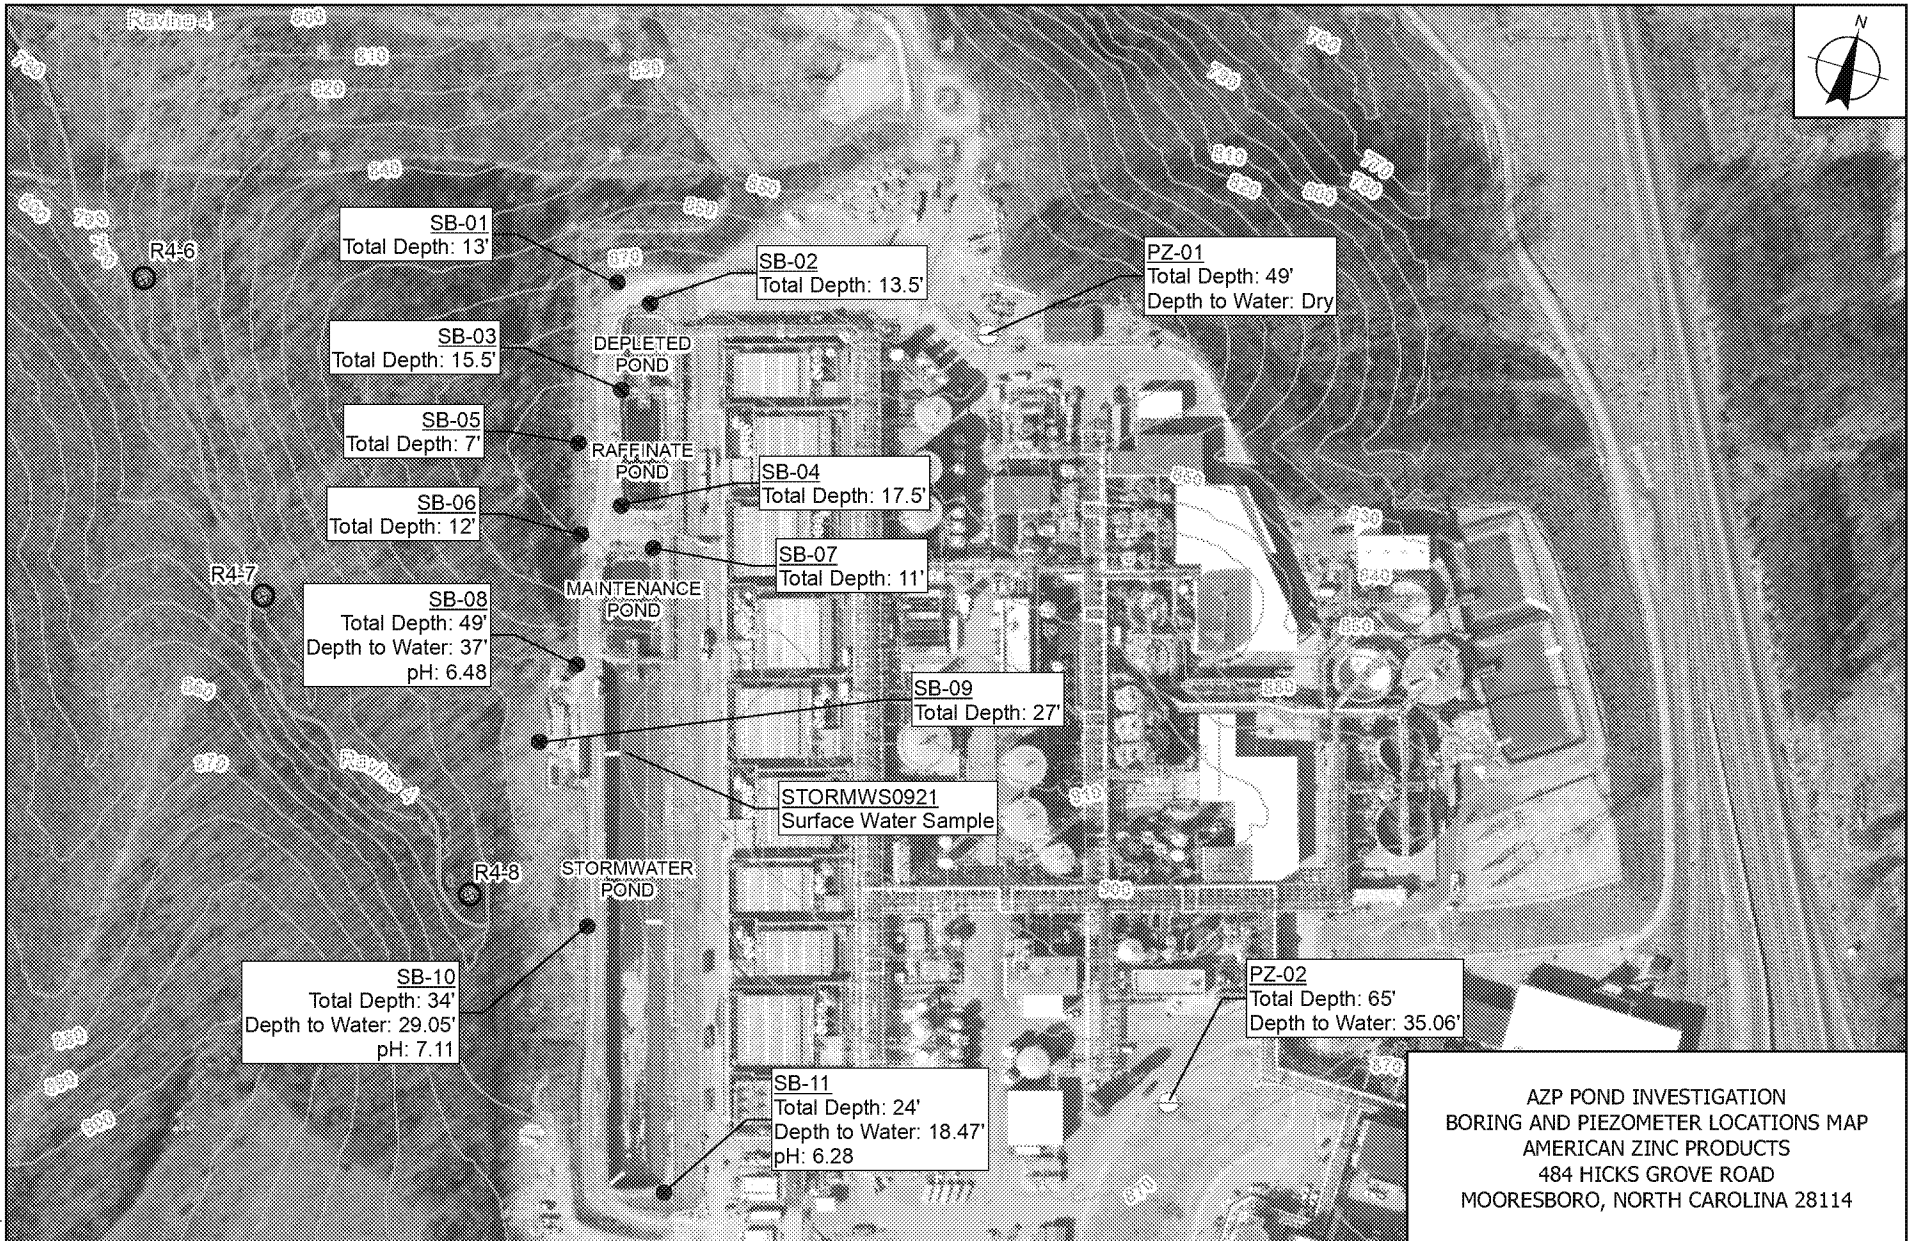 Ravine 4
N
SB-01
Total Depth: 13'
SB-02
Total Depth: 13.5'
PZ-01
Total Depth: 49'
Depth to Water: Dry
R4-6
SB-03
Total Depth: 15.5'
DEPLETED
POND
SB-05
Total Depth: 7'
RAFFINATE
POND
SB-04
Total Depth: 17.5'
SB-06
Total Depth: 12'
SB-07
Total Depth: 11'
R4-7
MAINTENANCE
POND
SB-08
Total Depth: 49'
Depth to Water: 37'
pH: 6.48
SB-09
Total Depth: 27'
Ravine 4
STORMWS0921
Surface Water Sample
R4-8
STORMWATER
POND
SB-10
Total Depth: 34'
Depth to Water: 29.05'
pH: 7.11
PZ-02
Total Depth: 65'
Depth to Water: 35.06'
SB-11
Total Depth: 24'
Depth to Water: 18.47'
pH: 6.28
AZP POND INVESTIGATION
BORING AND PIEZOMETER LOCATIONS MAP
AMERICAN ZINC PRODUCTS
484 HICKS GROVE ROAD
MOORESBORO, NORTH CAROLINA 28114